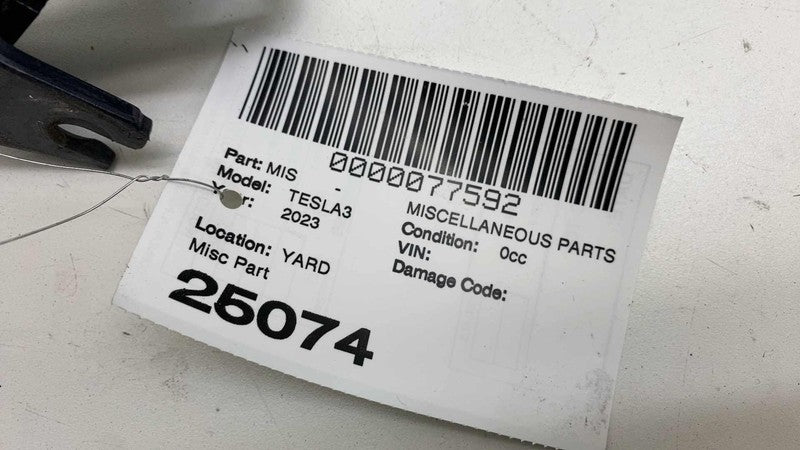 0000077592
Part: MIS - MISCELLANEOUS PARTS
Model: TESLA3 Condition: 0cc
Year: 2023 VIN:
Damage Code:
Location: YARD
Misc Part
25074